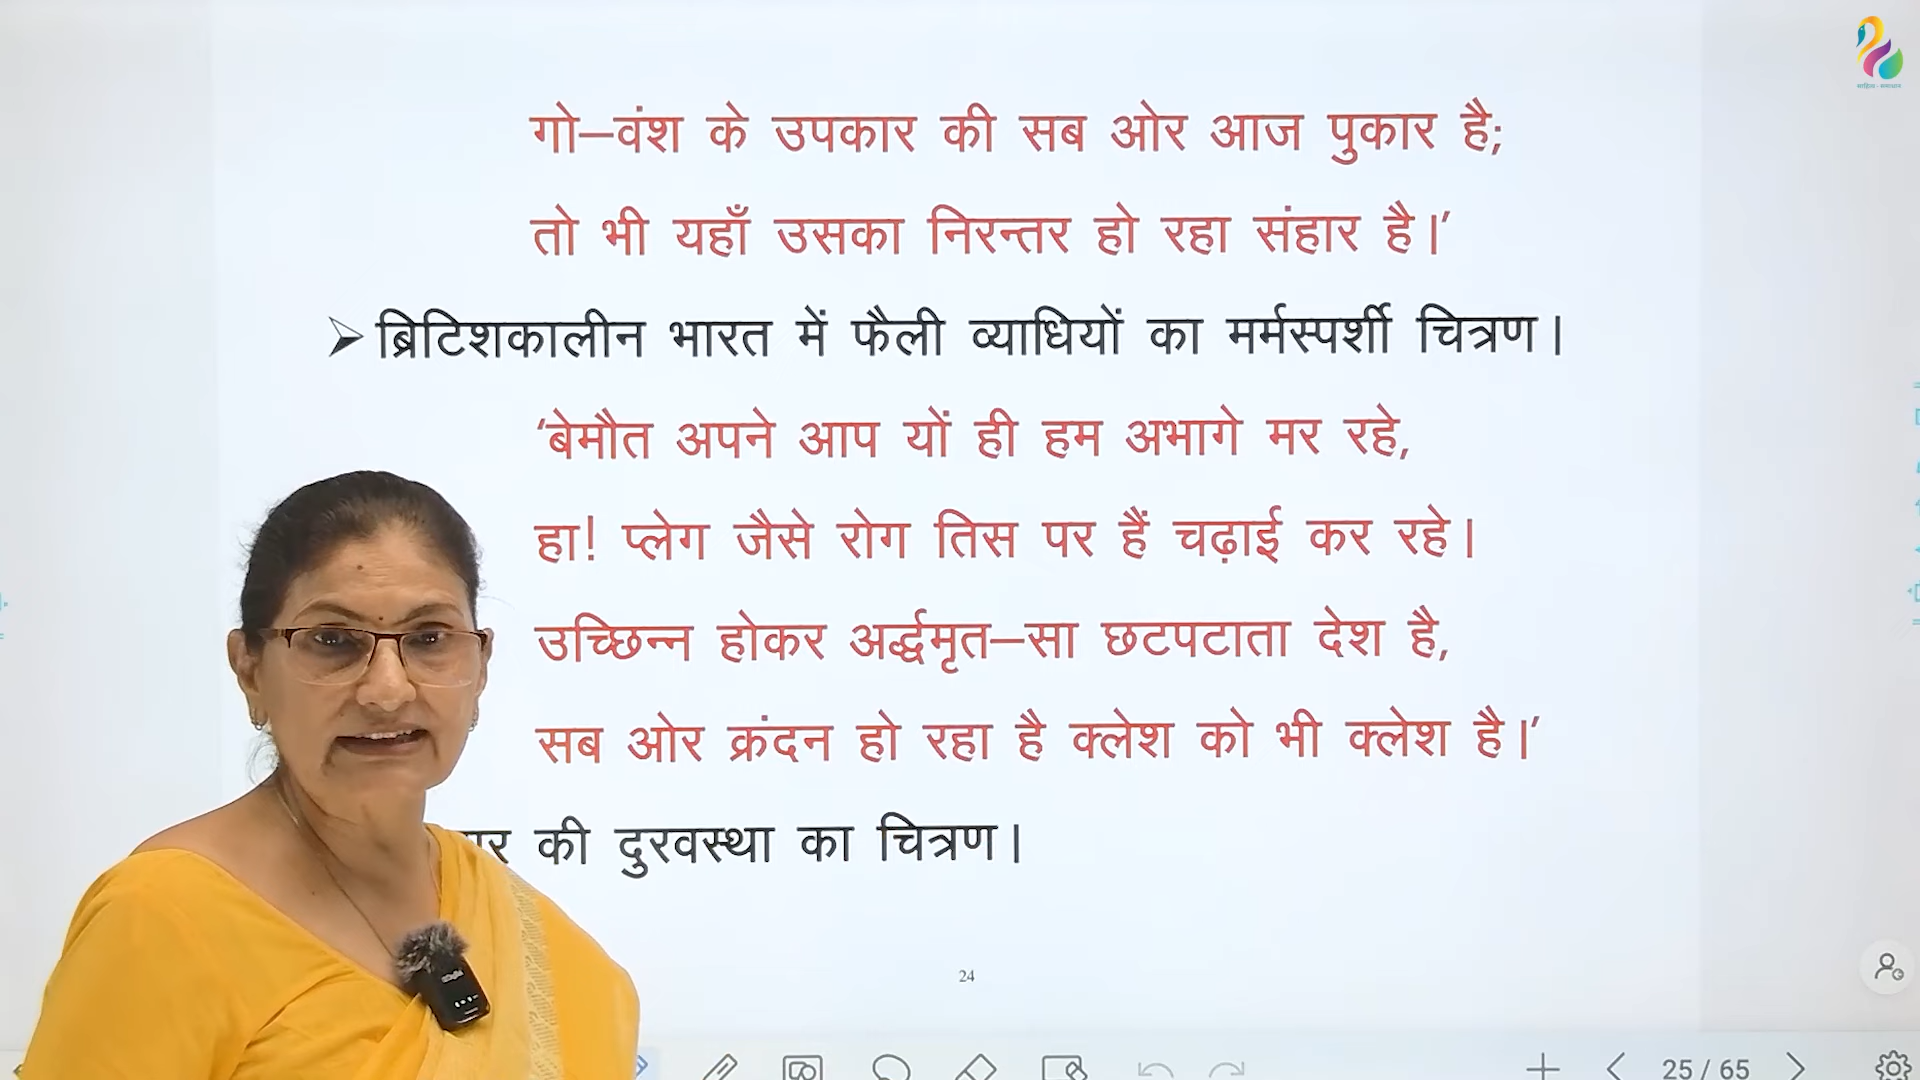 गो–वंश के उपकार की सब ओर आज पुकार है;
तो भी यहाँ उसका निरन्तर हो रहा संहार है।’
➢ ब्रिटिशकालीन भारत में फैली व्याधियों का मर्मस्पर्शी चित्रण।
‘बेमौत अपने आप यों ही हम अभागे मर रहे,
हा! प्लेग जैसे रोग तिस पर हैं चढ़ाई कर रहे।
उच्छिन्न होकर अर्द्धमृत–सा छटपटाता देश है,
सब ओर क्रंदन हो रहा है क्लेश को भी क्लेश है।’
की दुरवस्था का चित्रण।
24
25 / 65